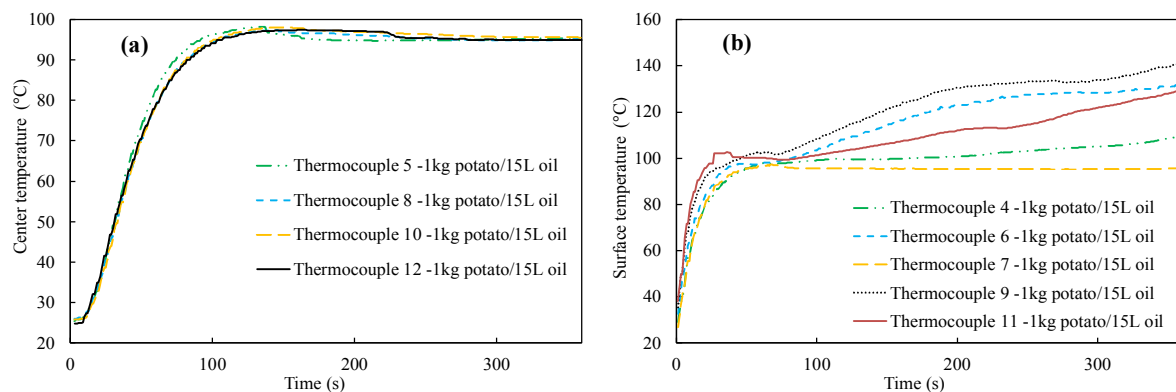 (a)
Center temperature (°C)
100
90
80
70
60
50
40
30
20
0
100
200
300
Time (s)
Thermocouple 5 -1kg potato/15L oil
Thermocouple 8 -1kg potato/15L oil
Thermocouple 10 -1kg potato/15L oil
Thermocouple 12 -1kg potato/15L oil
(b)
Surface temperature (°C)
160
140
120
100
80
60
40
20
0
100
200
300
Time (s)
Thermocouple 4 -1kg potato/15L oil
Thermocouple 6 -1kg potato/15L oil
Thermocouple 7 -1kg potato/15L oil
Thermocouple 9 -1kg potato/15L oil
Thermocouple 11 -1kg potato/15L oil